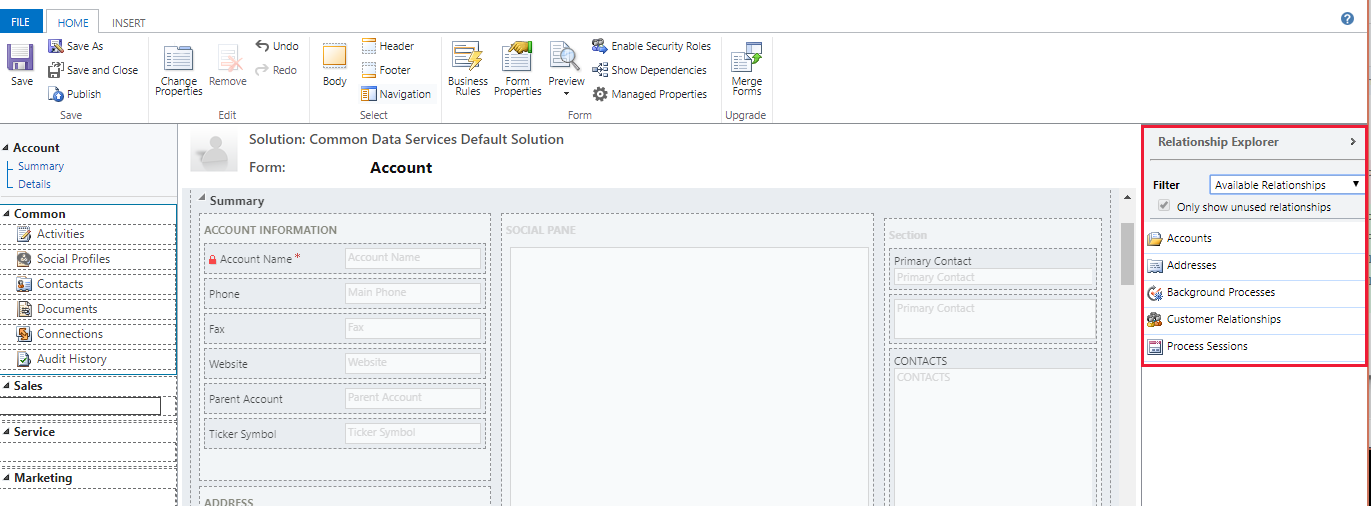 FILE HOME INSERT
Save
Save As
Save and Close
Publish
Save
Change Properties
Remove
Undo
Redo
Edit
Body
Header
Footer
Navigation
Select
Business Rules
Form Properties
Preview
Enable Security Roles
Show Dependencies
Managed Properties
Form
Merge Forms
Upgrade
Account
Summary
Details
Common
Activities
Social Profiles
Contacts
Documents
Connections
Audit History
Sales
Service
Marketing
Solution: Common Data Services Default Solution
Form: Account
Summary
ACCOUNT INFORMATION
Account Name * Account Name
Phone Main Phone
Fax Fax
Website Website
Parent Account Parent Account
Ticker Symbol Ticker Symbol
ADDRESS
SOCIAL PANE
Section
Primary Contact
Primary Contact
Primary Contact
CONTACTS
CONTACTS
Relationship Explorer
Filter Available Relationships
Only show unused relationships
Accounts
Addresses
Background Processes
Customer Relationships
Process Sessions